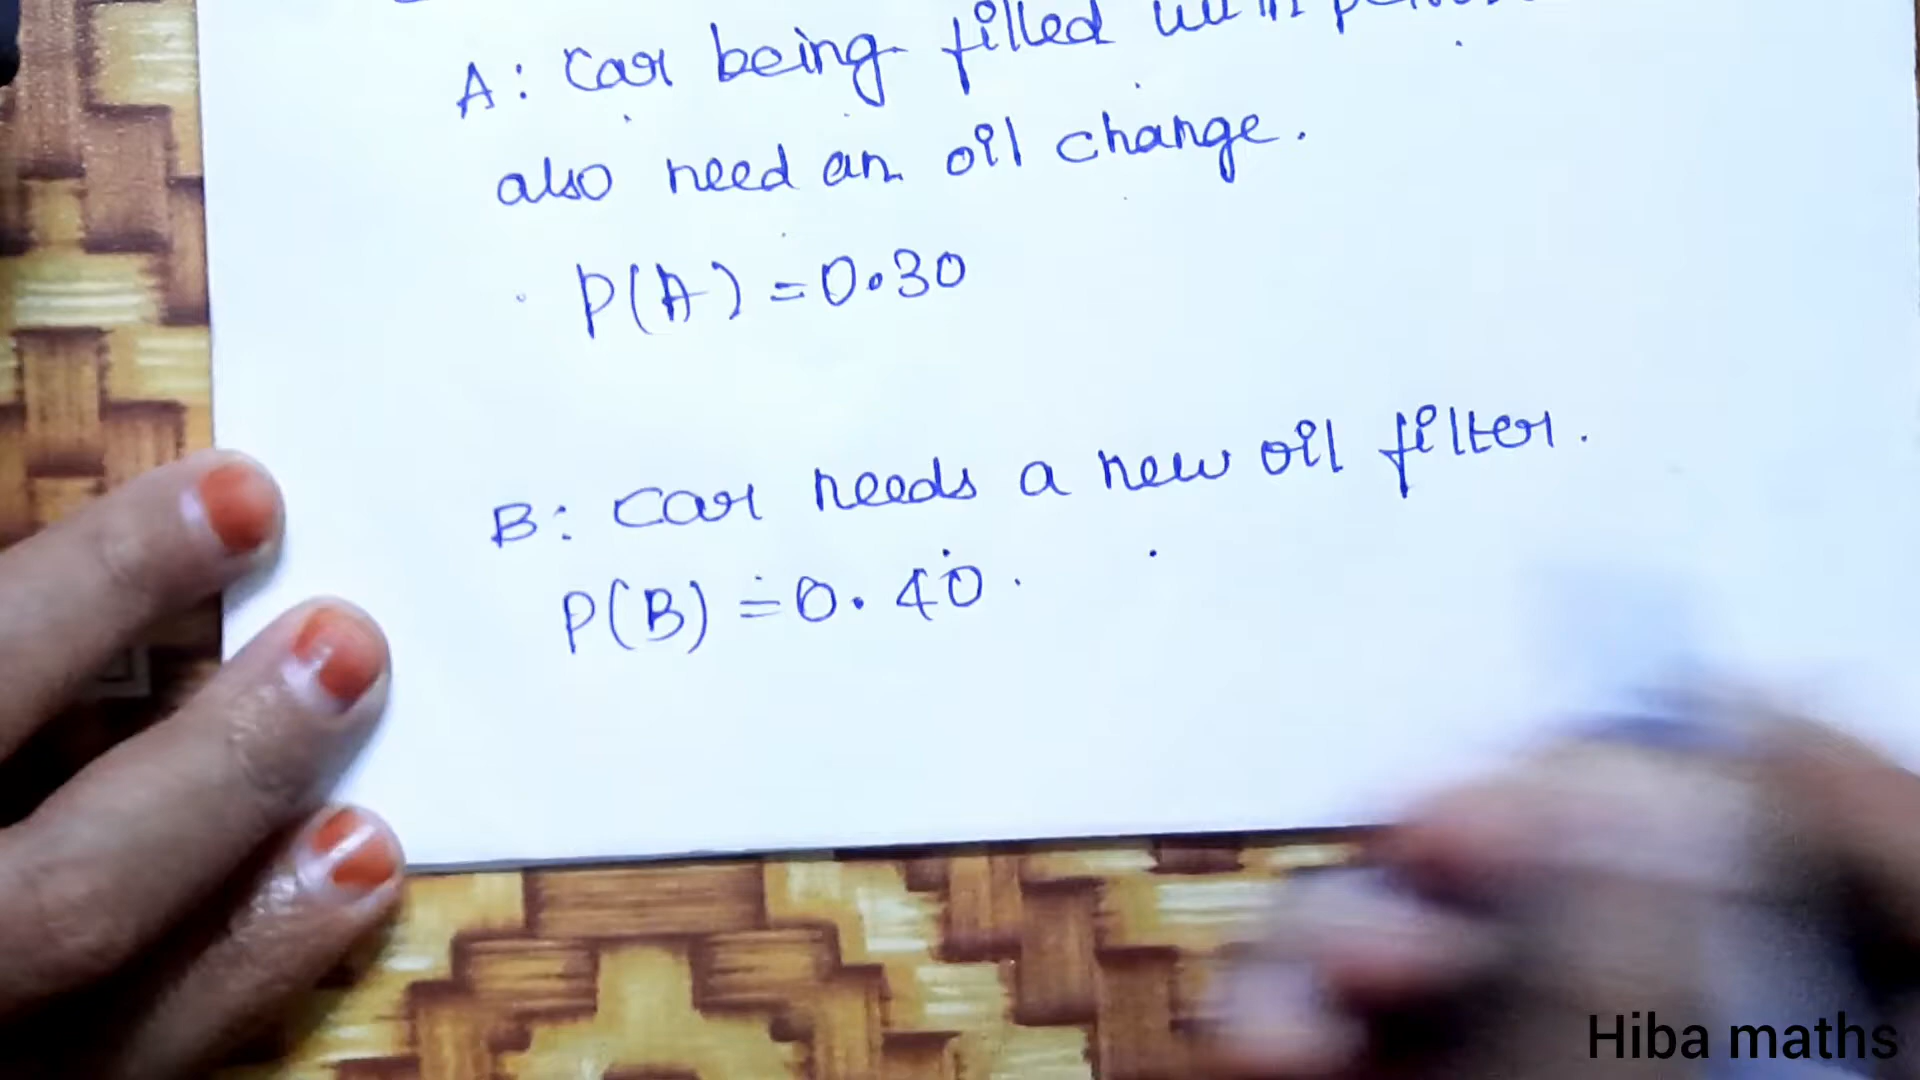 A: Car being filled with
also need an oil change.
P(A) = 0.30
B: Car needs a new oil filter.
P(B) = 0.40.
Hiba maths